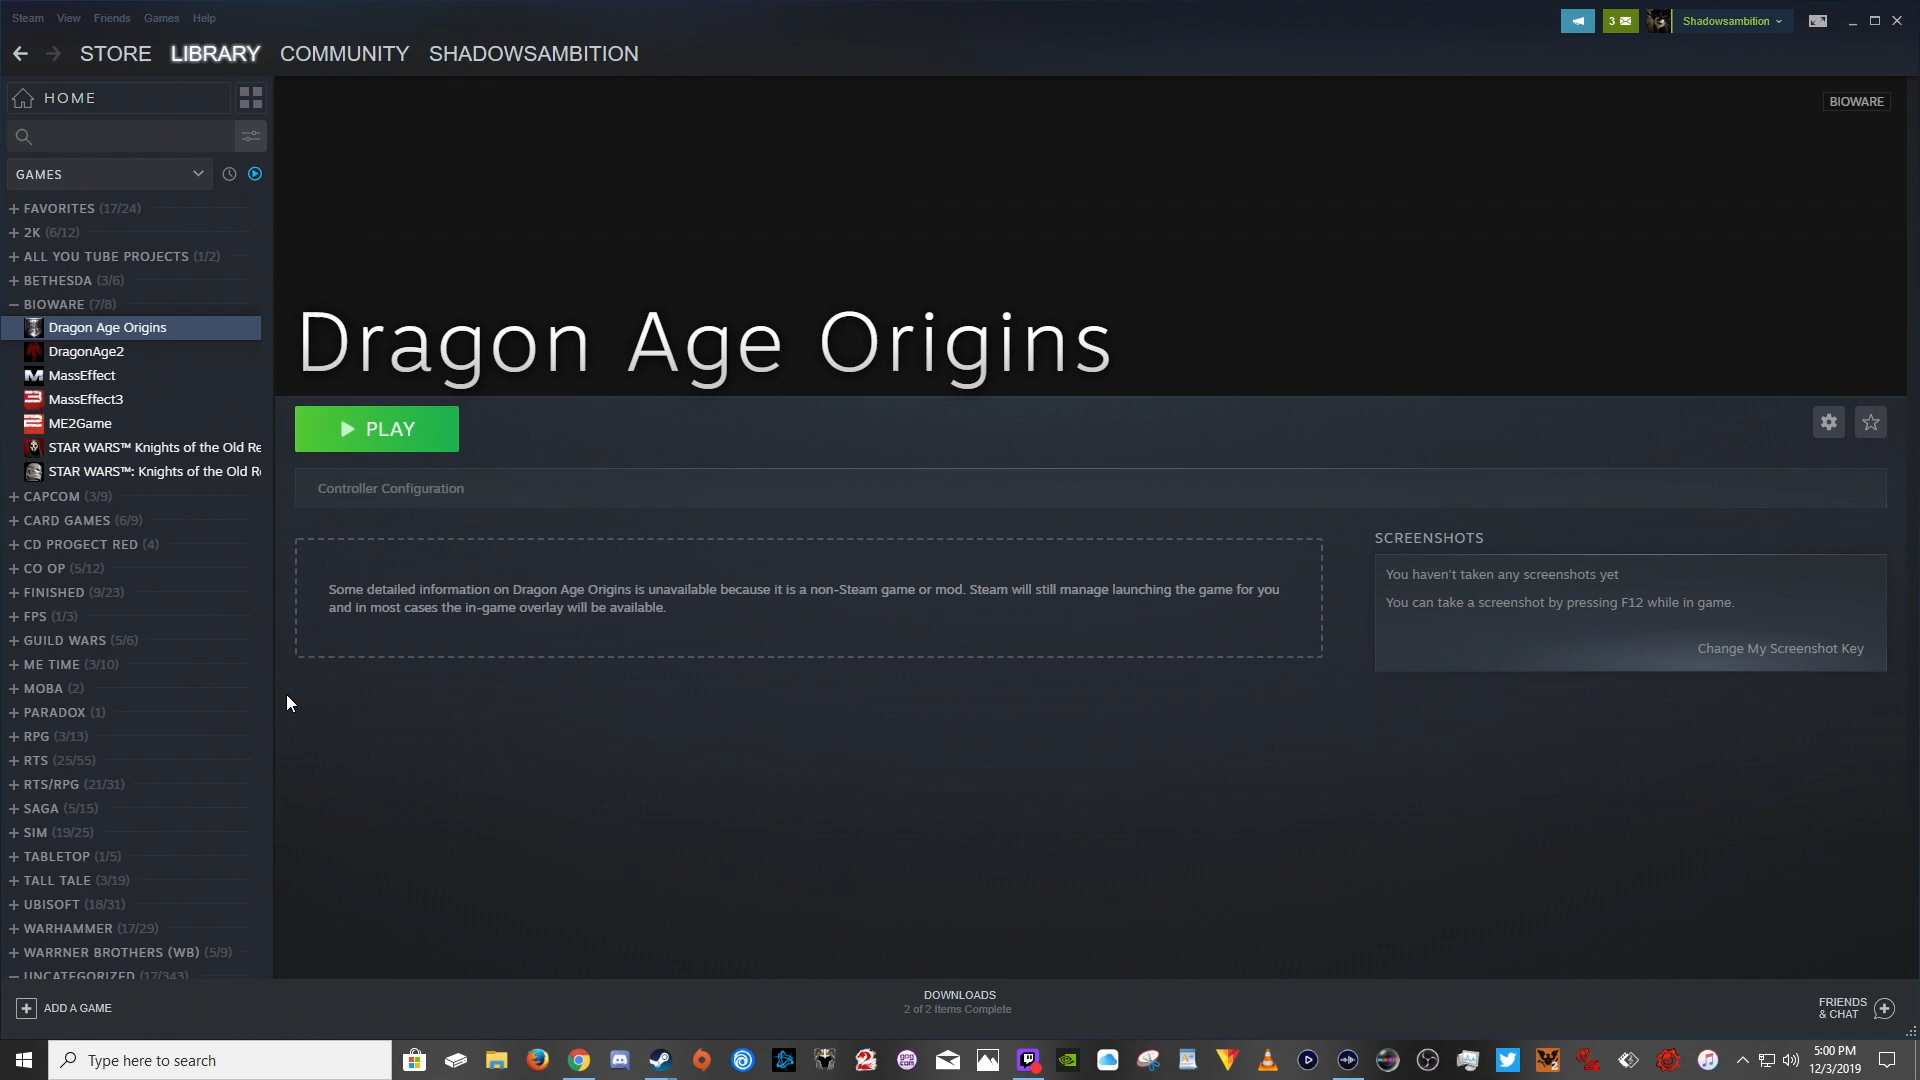 Steam View Friends Games Help
3
Shadowsambition
STORE LIBRARY COMMUNITY SHADOWSAMBITION
HOME
GAMES
FAVORITES (17/24)
2K (6/12)
ALL YOU TUBE PROJECTS (1/2)
BETHESDA (3/6)
BIOWARE (7/8)
Dragon Age Origins
DragonAge2
MassEffect
MassEffect3
ME2Game
STAR WARS™ Knights of the Old Re
STAR WARS™: Knights of the Old Re
CAPCOM (3/9)
CARD GAMES (6/9)
CD PROGECT RED (4)
CO OP (5/12)
FINISHED (9/23)
FPS (1/3)
GUILD WARS (5/6)
ME TIME (3/10)
MOBA (2)
PARADOX (1)
RPG (3/13)
RTS (25/55)
RTS/RPG (21/31)
SAGA (5/15)
SIM (19/25)
TABLETOP (1/5)
TALL TALE (3/19)
UBISOFT (18/31)
WARHAMMER (17/29)
WARRNER BROTHERS (WB) (5/9)
UNCATEGORIZED (17/343)
ADD A GAME
BIOWARE
Dragon Age Origins
PLAY
Controller Configuration
Some detailed information on Dragon Age Origins is unavailable because it is a non-Steam game or mod. Steam will still manage launching the game for you
and in most cases the in-game overlay will be available.
SCREENSHOTS
You haven't taken any screenshots yet
You can take a screenshot by pressing F12 while in game.
Change My Screenshot Key
DOWNLOADS
2 of 2 Items Complete
FRIENDS
& CHAT
Type here to search
5:00 PM
12/3/2019